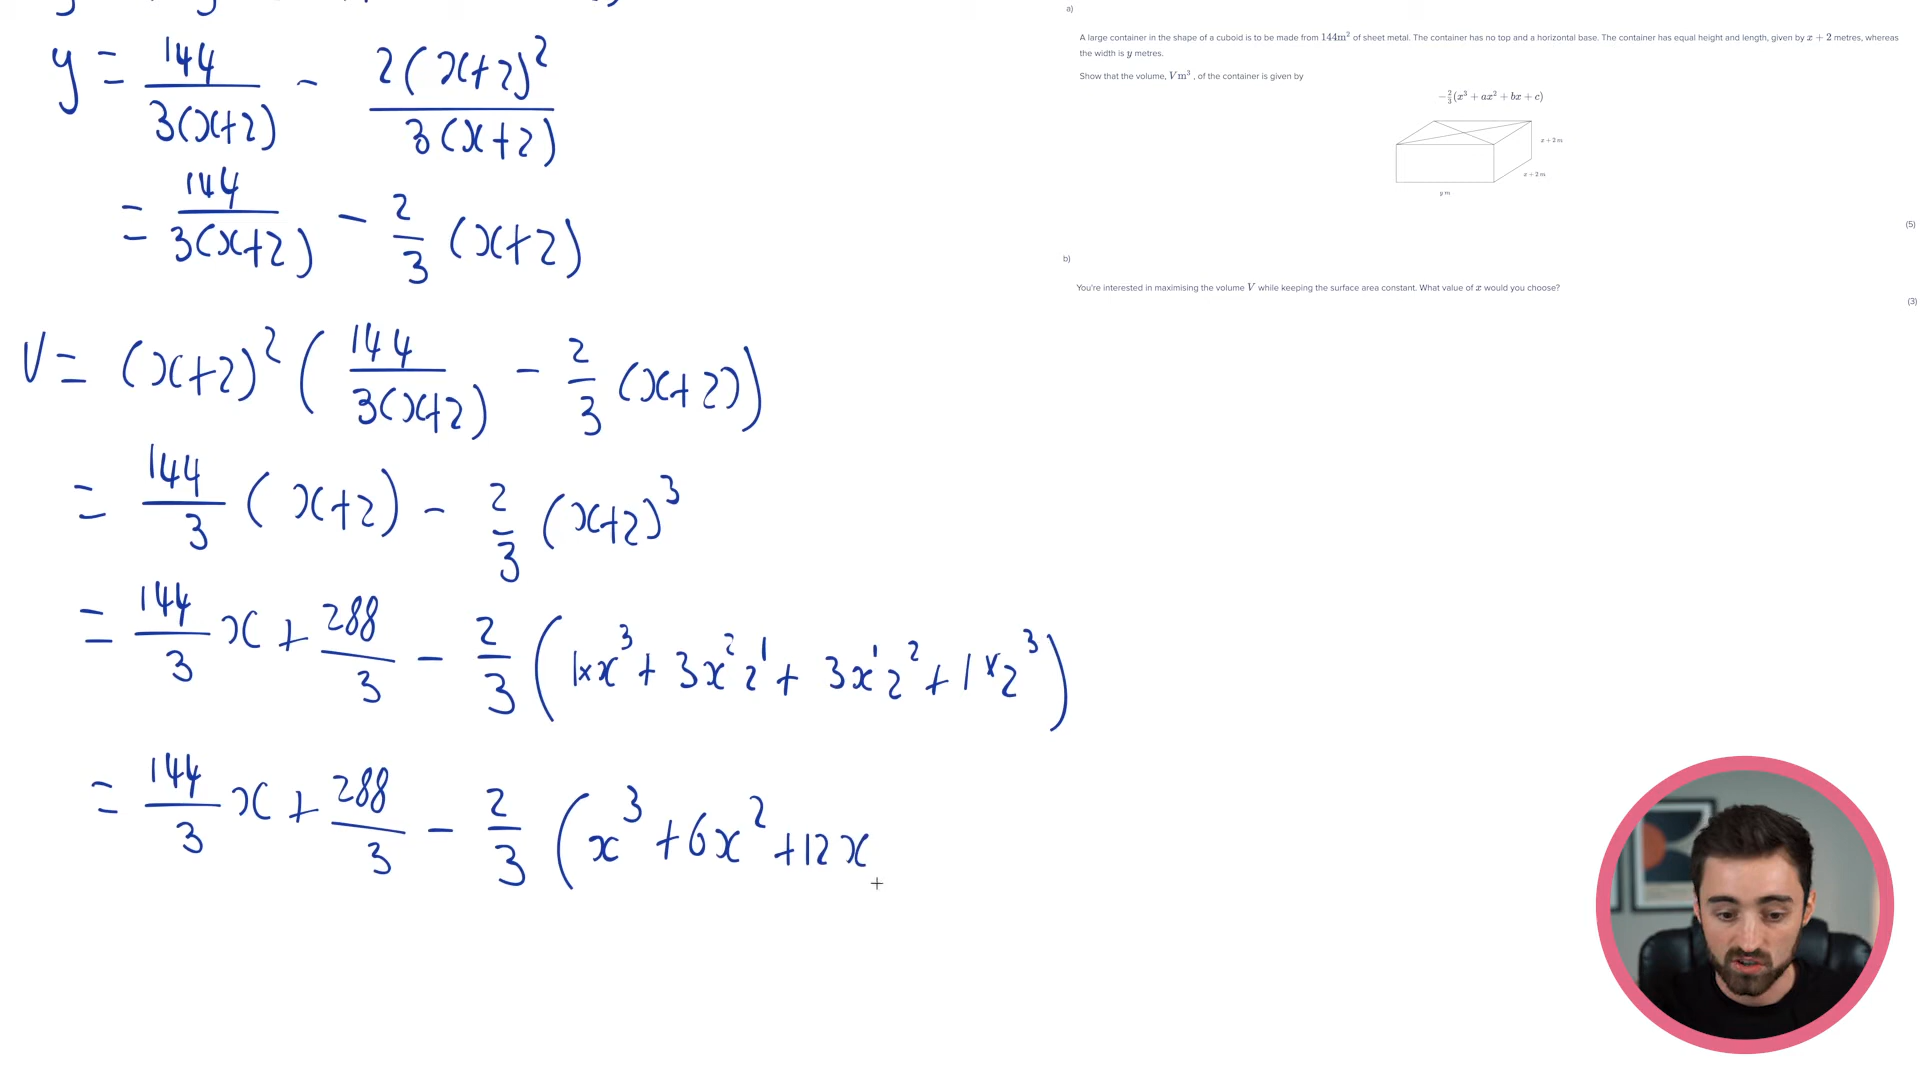 y = 144/3(x+2) - 2(x+2)²/3(x+2)
= 144/3(x+2) - 2/3 (x+2)
V = (x+2)² (144/3(x+2) - 2/3 (x+2))
= 144/3 (x+2) - 2/3 (x+2)³
= 144/3 x + 288/3 - 2/3 (1×x³ + 3x²2¹ + 3x¹2² + 1×2³)
= 144/3 x + 288/3 - 2/3 (x³ + 6x² + 12x
a)
A large container in the shape of a cuboid is to be made from 144m² of sheet metal. The container has no top and a horizontal base. The container has equal height and length, given by x + 2 metres, whereas
the width is y metres.
Show that the volume, V m³ , of the container is given by
-2/3(x³ + ax² + bx + c)
x + 2 m
x + 2 m
y m
(5)
b)
You're interested in maximising the volume V while keeping the surface area constant. What value of x would you choose?
(3)